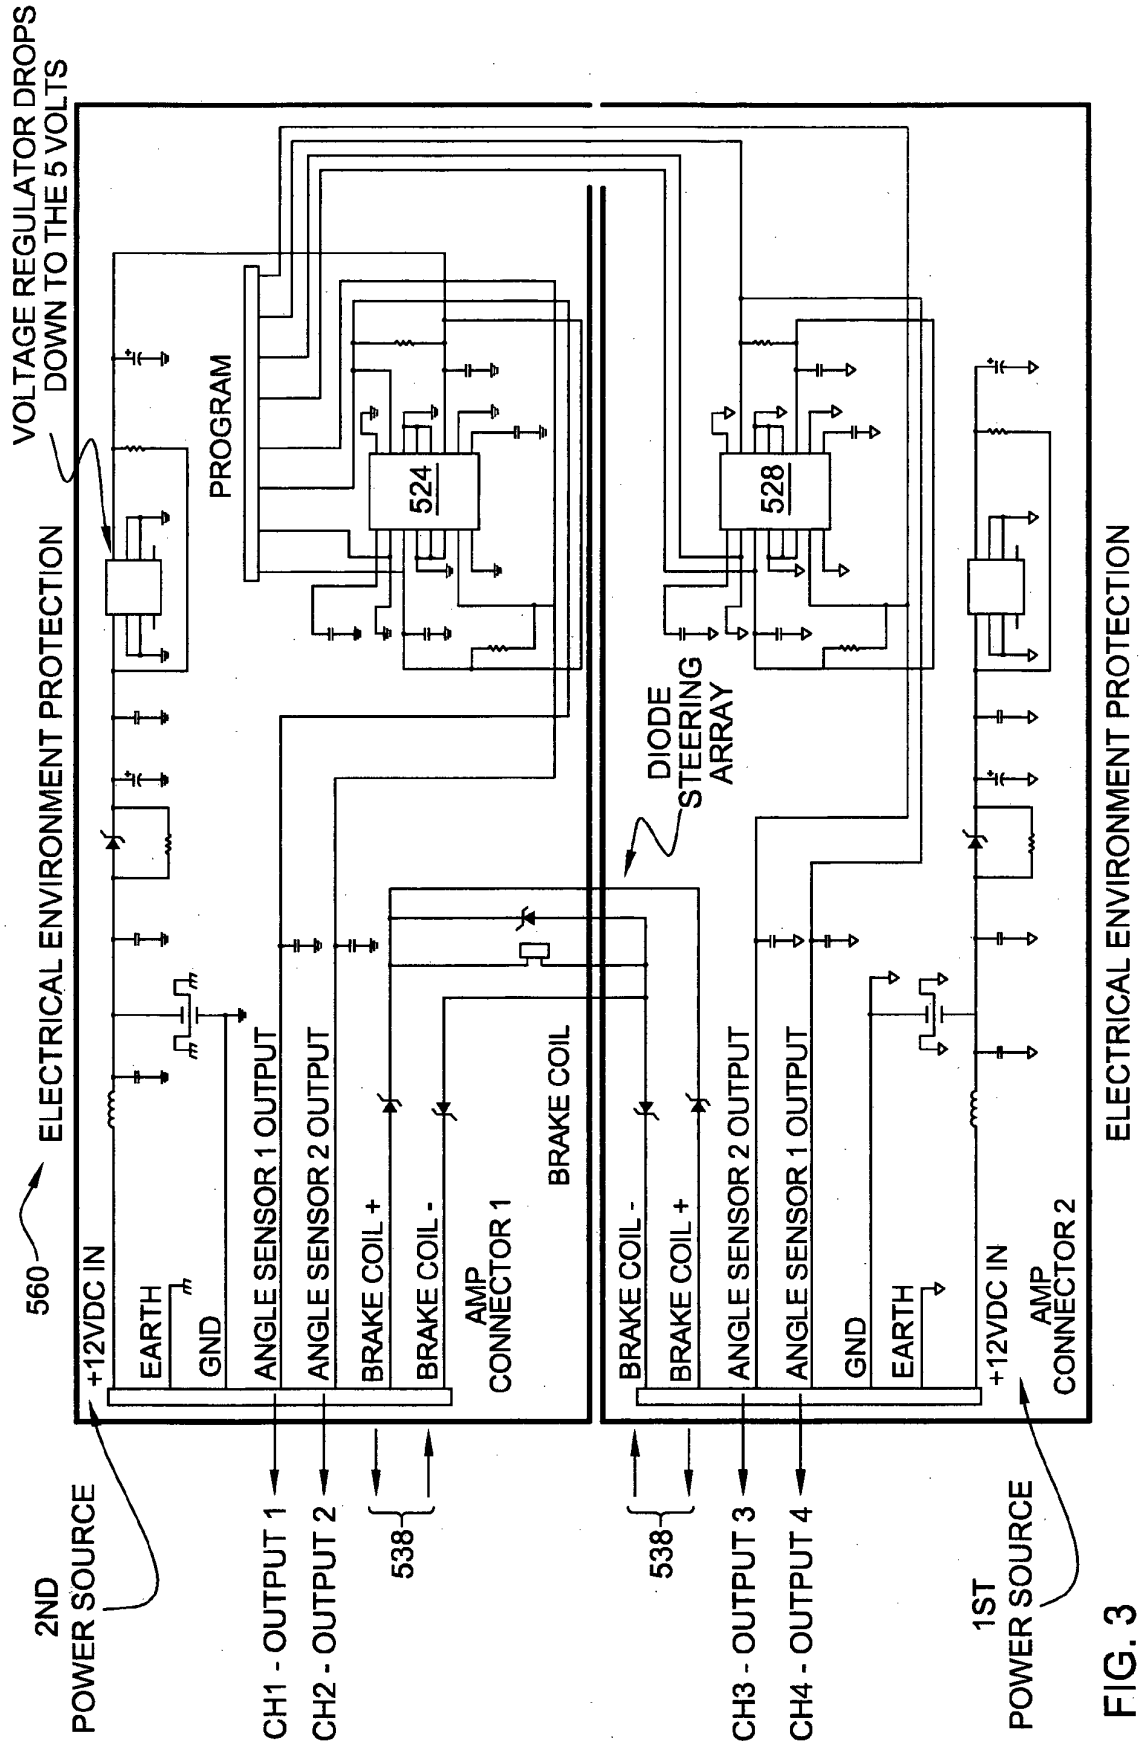 VOLTAGE REGULATOR DROPS
DOWN TO THE 5 VOLTS
560
ELECTRICAL ENVIRONMENT PROTECTION
2ND
POWER SOURCE
+12VDC IN
EARTH
GND
PROGRAM
524
CH1 - OUTPUT 1
ANGLE SENSOR 1 OUTPUT
CH2 - OUTPUT 2
ANGLE SENSOR 2 OUTPUT
538
BRAKE COIL +
BRAKE COIL -
AMP
CONNECTOR 1
BRAKE COIL
DIODE
STEERING
ARRAY
528
538
BRAKE COIL -
BRAKE COIL +
CH3 - OUTPUT 3
ANGLE SENSOR 2 OUTPUT
CH4 - OUTPUT 4
ANGLE SENSOR 1 OUTPUT
GND
EARTH
+12VDC IN
1ST
POWER SOURCE
AMP
CONNECTOR 2
ELECTRICAL ENVIRONMENT PROTECTION
FIG. 3